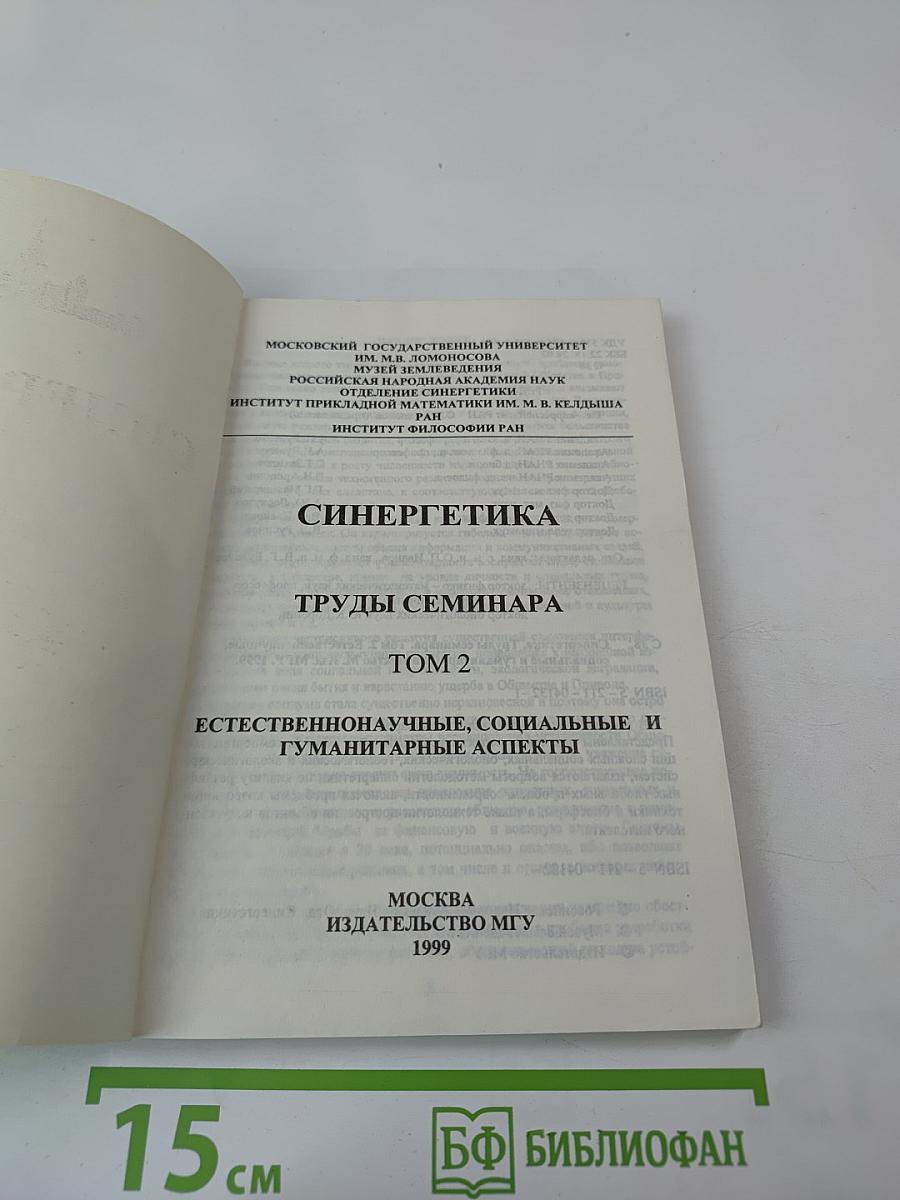 МОСКОВСКИЙ ГОСУДАРСТВЕННЫЙ УНИВЕРСИТЕТ
ИМ. М.В. ЛОМОНОСОВА
МУЗЕЙ ЗЕМЛЕВЕДЕНИЯ
РОССИЙСКАЯ НАРОДНАЯ АКАДЕМИЯ НАУК
ОТДЕЛЕНИЕ СИНЕРГЕТИКИ
ИНСТИТУТ ПРИКЛАДНОЙ МАТЕМАТИКИ ИМ. М. В. КЕЛДЫША
РАН
ИНСТИТУТ ФИЛОСОФИИ РАН
СИНЕРГЕТИКА
ТРУДЫ СЕМИНАРА
ТОМ 2
ЕСТЕСТВЕННОНАУЧНЫЕ, СОЦИАЛЬНЫЕ И
ГУМАНИТАРНЫЕ АСПЕКТЫ
МОСКВА
ИЗДАТЕЛЬСТВО МГУ
1999
15 см
БФ БИБЛИОФАН